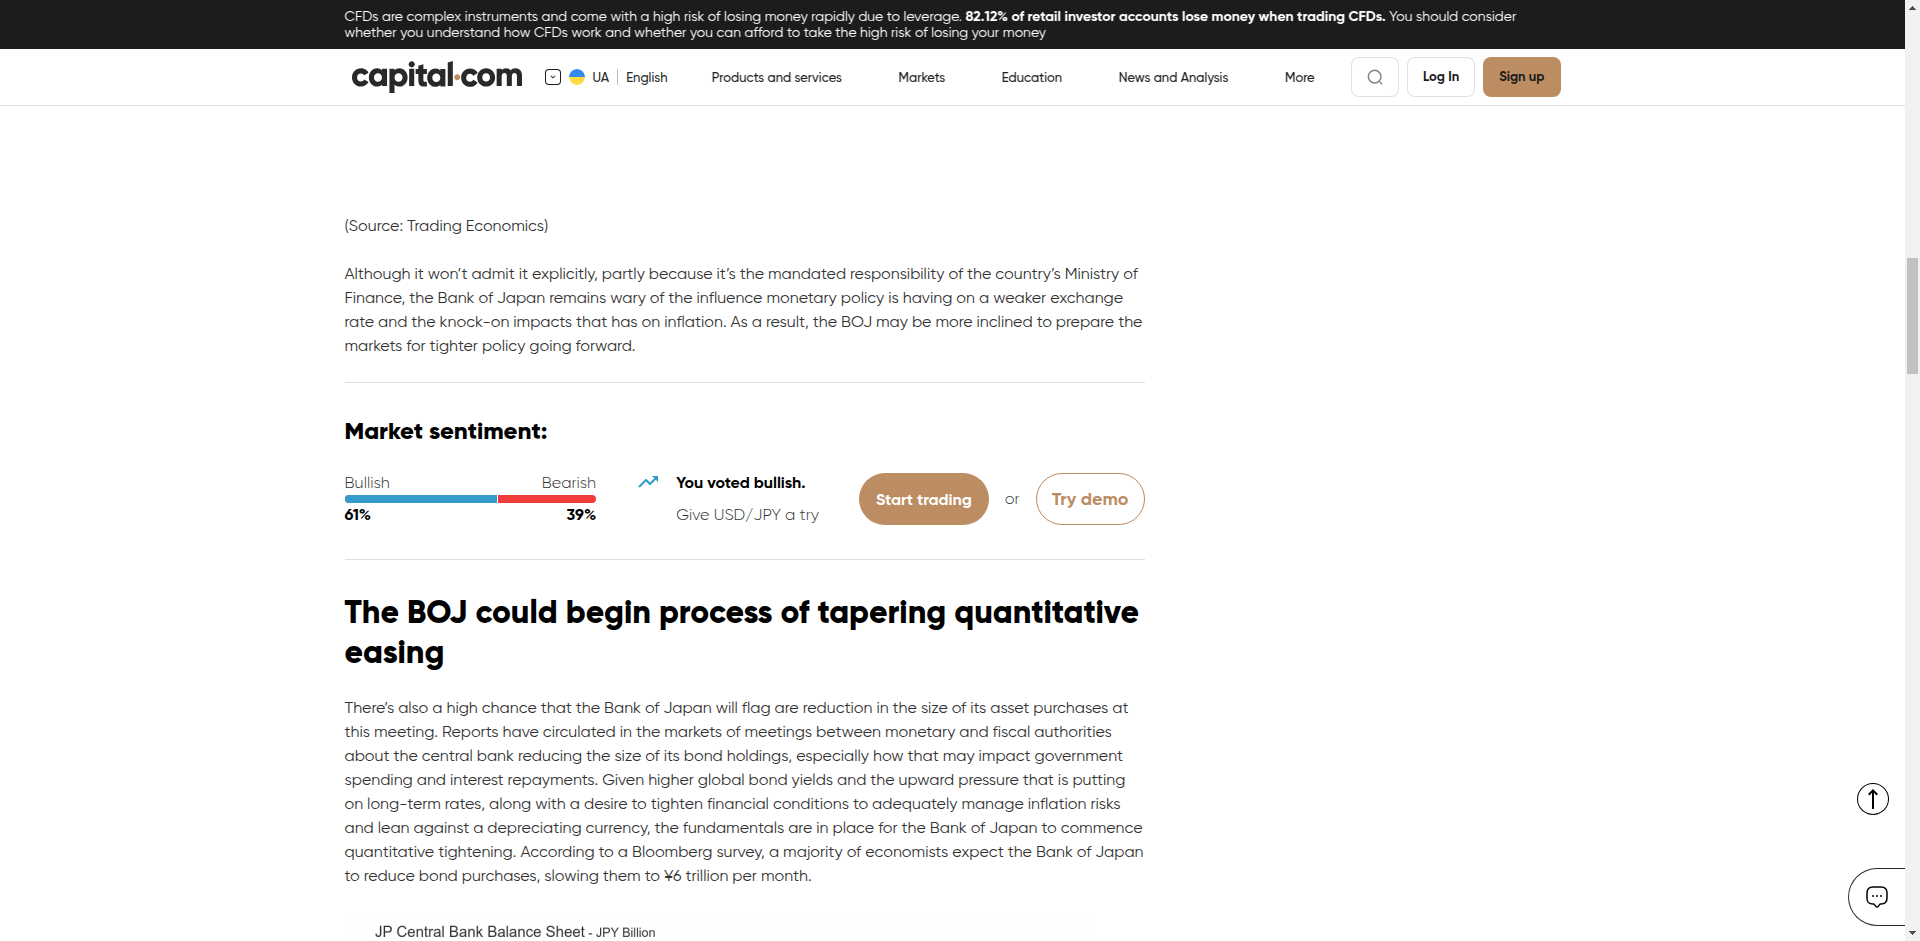 CFDs are complex instruments and come with a high risk of losing money rapidly due to leverage. 82.12% of retail investor accounts lose money when trading CFDs. You should consider
whether you understand how CFDs work and whether you can afford to take the high risk of losing your money
capital.com
UA
English
Products and services
Markets
Education
News and Analysis
More
Log In
Sign up
(Source: Trading Economics)
Although it won’t admit it explicitly, partly because it’s the mandated responsibility of the country’s Ministry of
Finance, the Bank of Japan remains wary of the influence monetary policy is having on a weaker exchange
rate and the knock-on impacts that has on inflation. As a result, the BOJ may be more inclined to prepare the
markets for tighter policy going forward.
Market sentiment:
Bullish
Bearish
61%
39%
You voted bullish.
Give USD/JPY a try
Start trading
or
Try demo
The BOJ could begin process of tapering quantitative
easing
There’s also a high chance that the Bank of Japan will flag are reduction in the size of its asset purchases at
this meeting. Reports have circulated in the markets of meetings between monetary and fiscal authorities
about the central bank reducing the size of its bond holdings, especially how that may impact government
spending and interest repayments. Given higher global bond yields and the upward pressure that is putting
on long-term rates, along with a desire to tighten financial conditions to adequately manage inflation risks
and lean against a depreciating currency, the fundamentals are in place for the Bank of Japan to commence
quantitative tightening. According to a Bloomberg survey, a majority of economists expect the Bank of Japan
to reduce bond purchases, slowing them to ¥6 trillion per month.
JP Central Bank Balance Sheet - JPY Billion